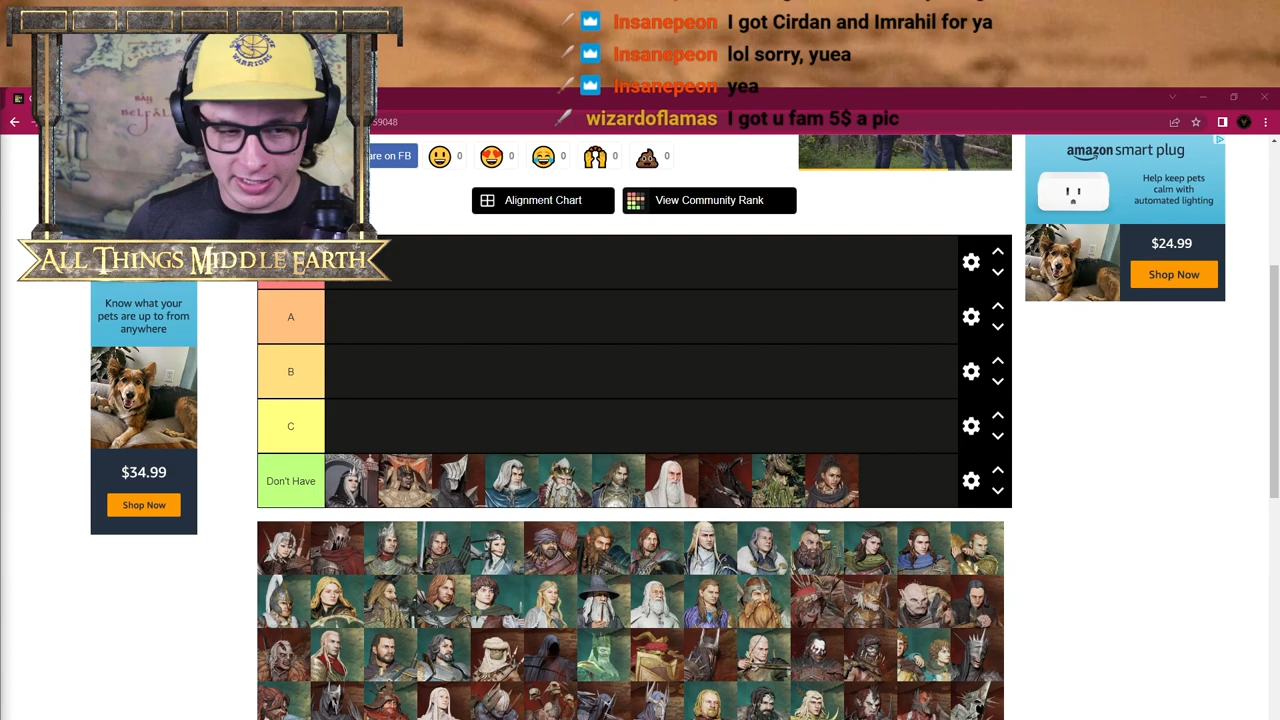 Insanepeon I got Cirdan and Imrahil for ya
Insanepeon lol sorry, yuea
Insanepeon yea
wizardoflamas I got u fam 5$ a pic
59048
WARRIORS
ALL THINGS MIDDLE EARTH
are on FB
0
0
0
0
0
Alignment Chart
View Community Rank
amazon smart plug
Help keep pets
calm with
automated lighting
$24.99
Shop Now
Know what your
pets are up to from
anywhere
$34.99
Shop Now
A
B
C
Don't Have